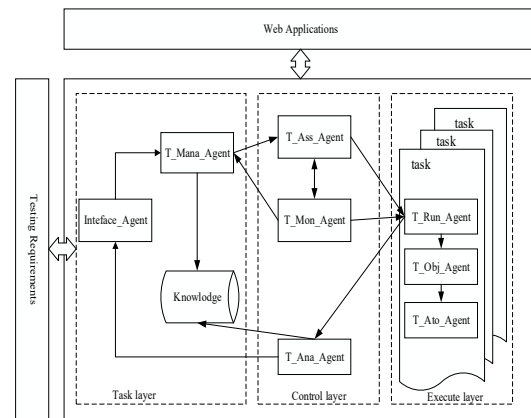 Web Applications
Testing Requirements
task
task
task
T_Ass_Agent
T_Mana_Agent
Inteface_Agent
T_Mon_Agent
T_Run_Agent
T_Obj_Agent
Knowlodge
T_Ato_Agent
T_Ana_Agent
Task layer
Control layer
Execute layer